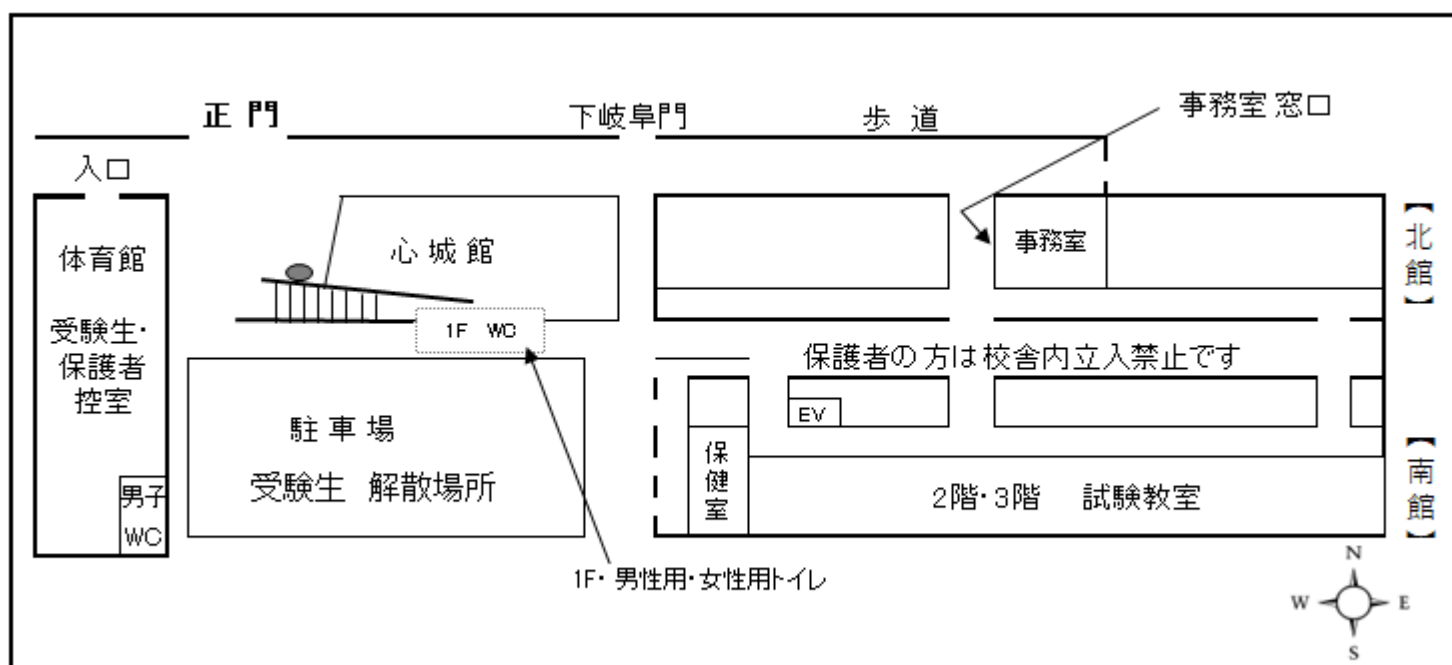 正門
下岐阜門
歩道
事務室 窓口
入口
体育館
受験生・
保護者
控室
男子
WC
心城館
1F WC
駐車場
受験生 解散場所
事務室
【北館】
保護者の方は校舎内立入禁止です
EV
保健室
2階・3階 試験教室
【南館】
1F・男性用・女性用トイレ
N
W
E
S